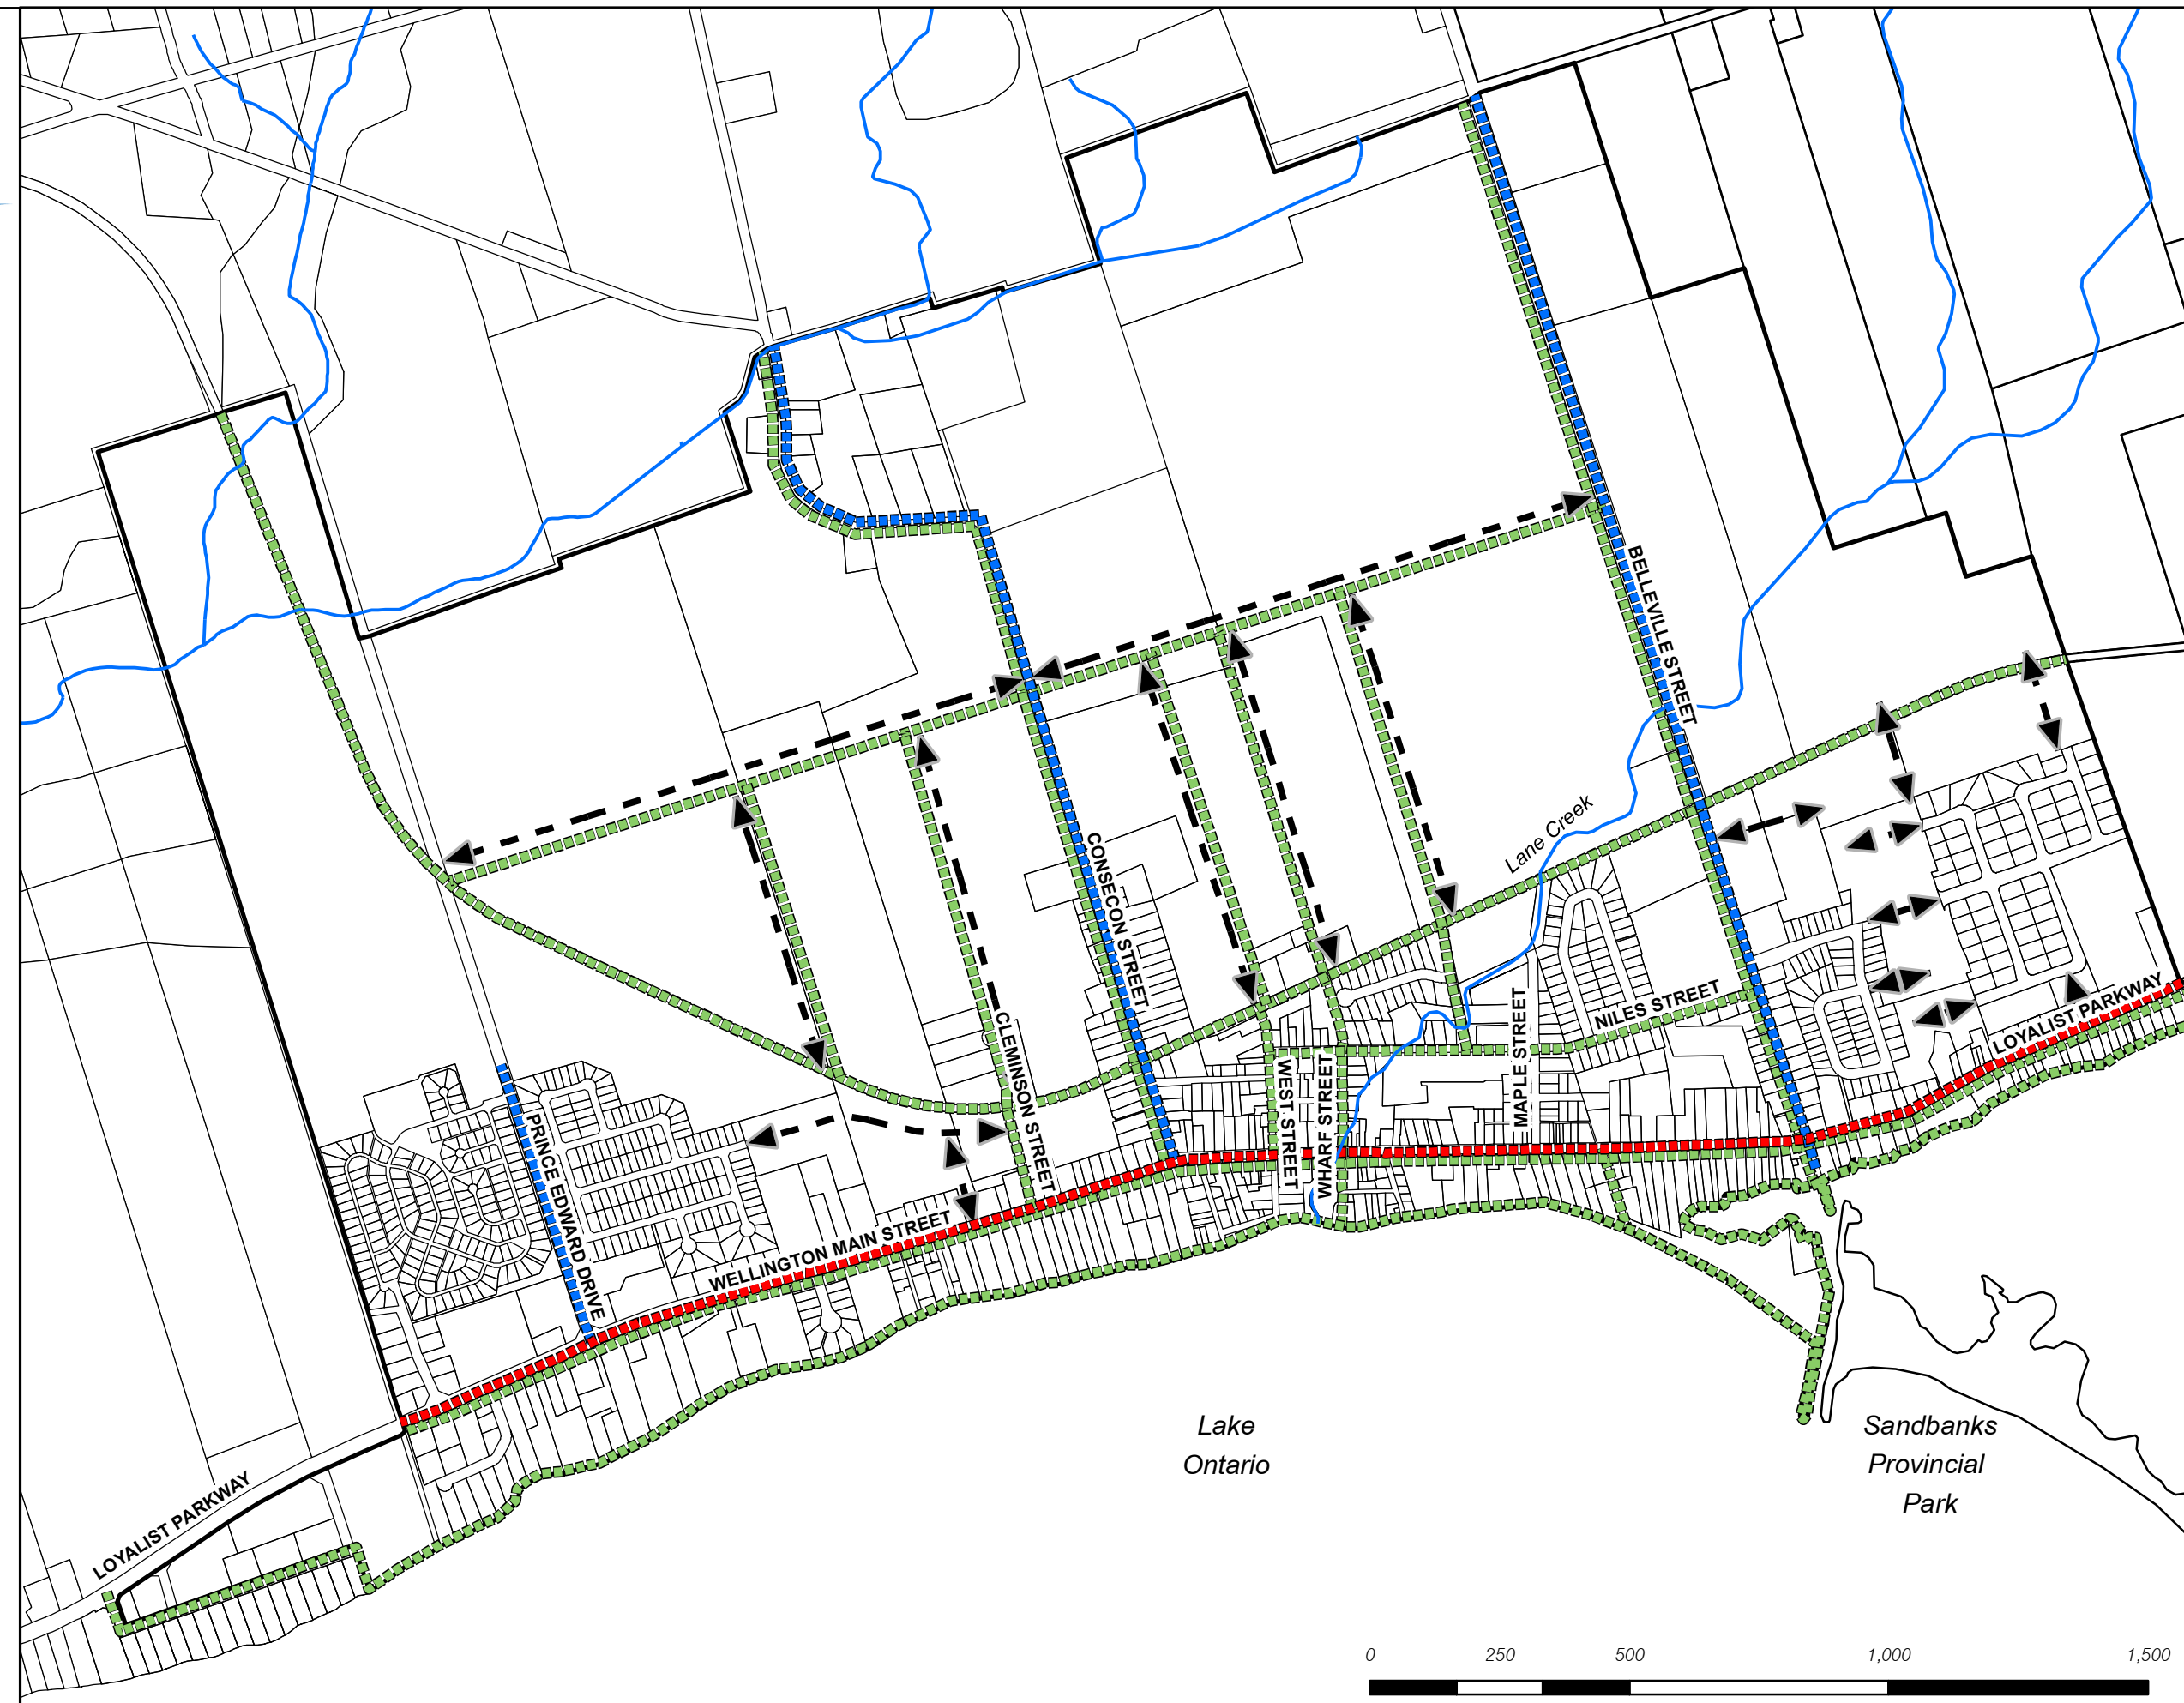 BELLEVILLE STREET
Lane Creek
CONSECON STREET
CLEMINSON STREET
NILES STREET
MAPLE STREET
LOYALIST PARKWAY
WEST STREET
WHARF STREET
PRINCE EDWARD DRIVE
WELLINGTON MAIN STREET
Lake
Ontario
Sandbanks
Provincial
Park
LOYALIST PARKWAY
0 250 500 1,000 1,500